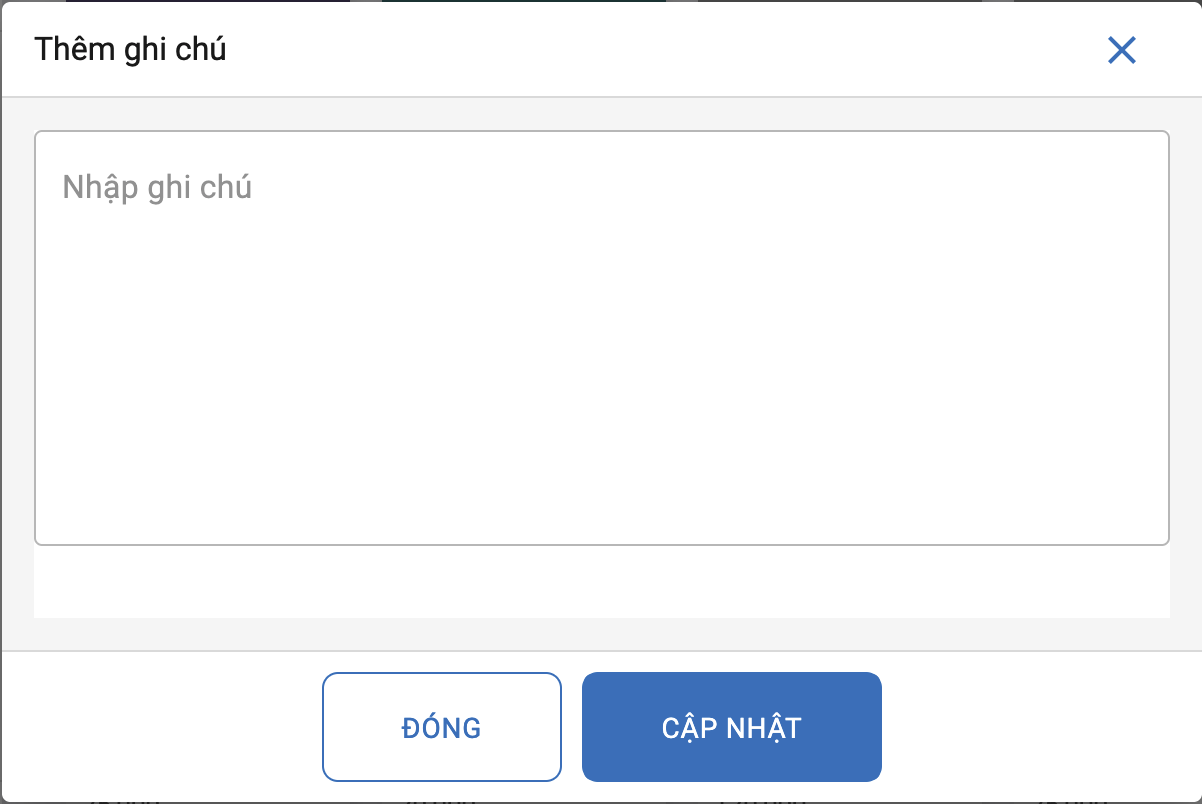 Thêm ghi chú
Nhập ghi chú
ĐÓNG
CẬP NHẬT